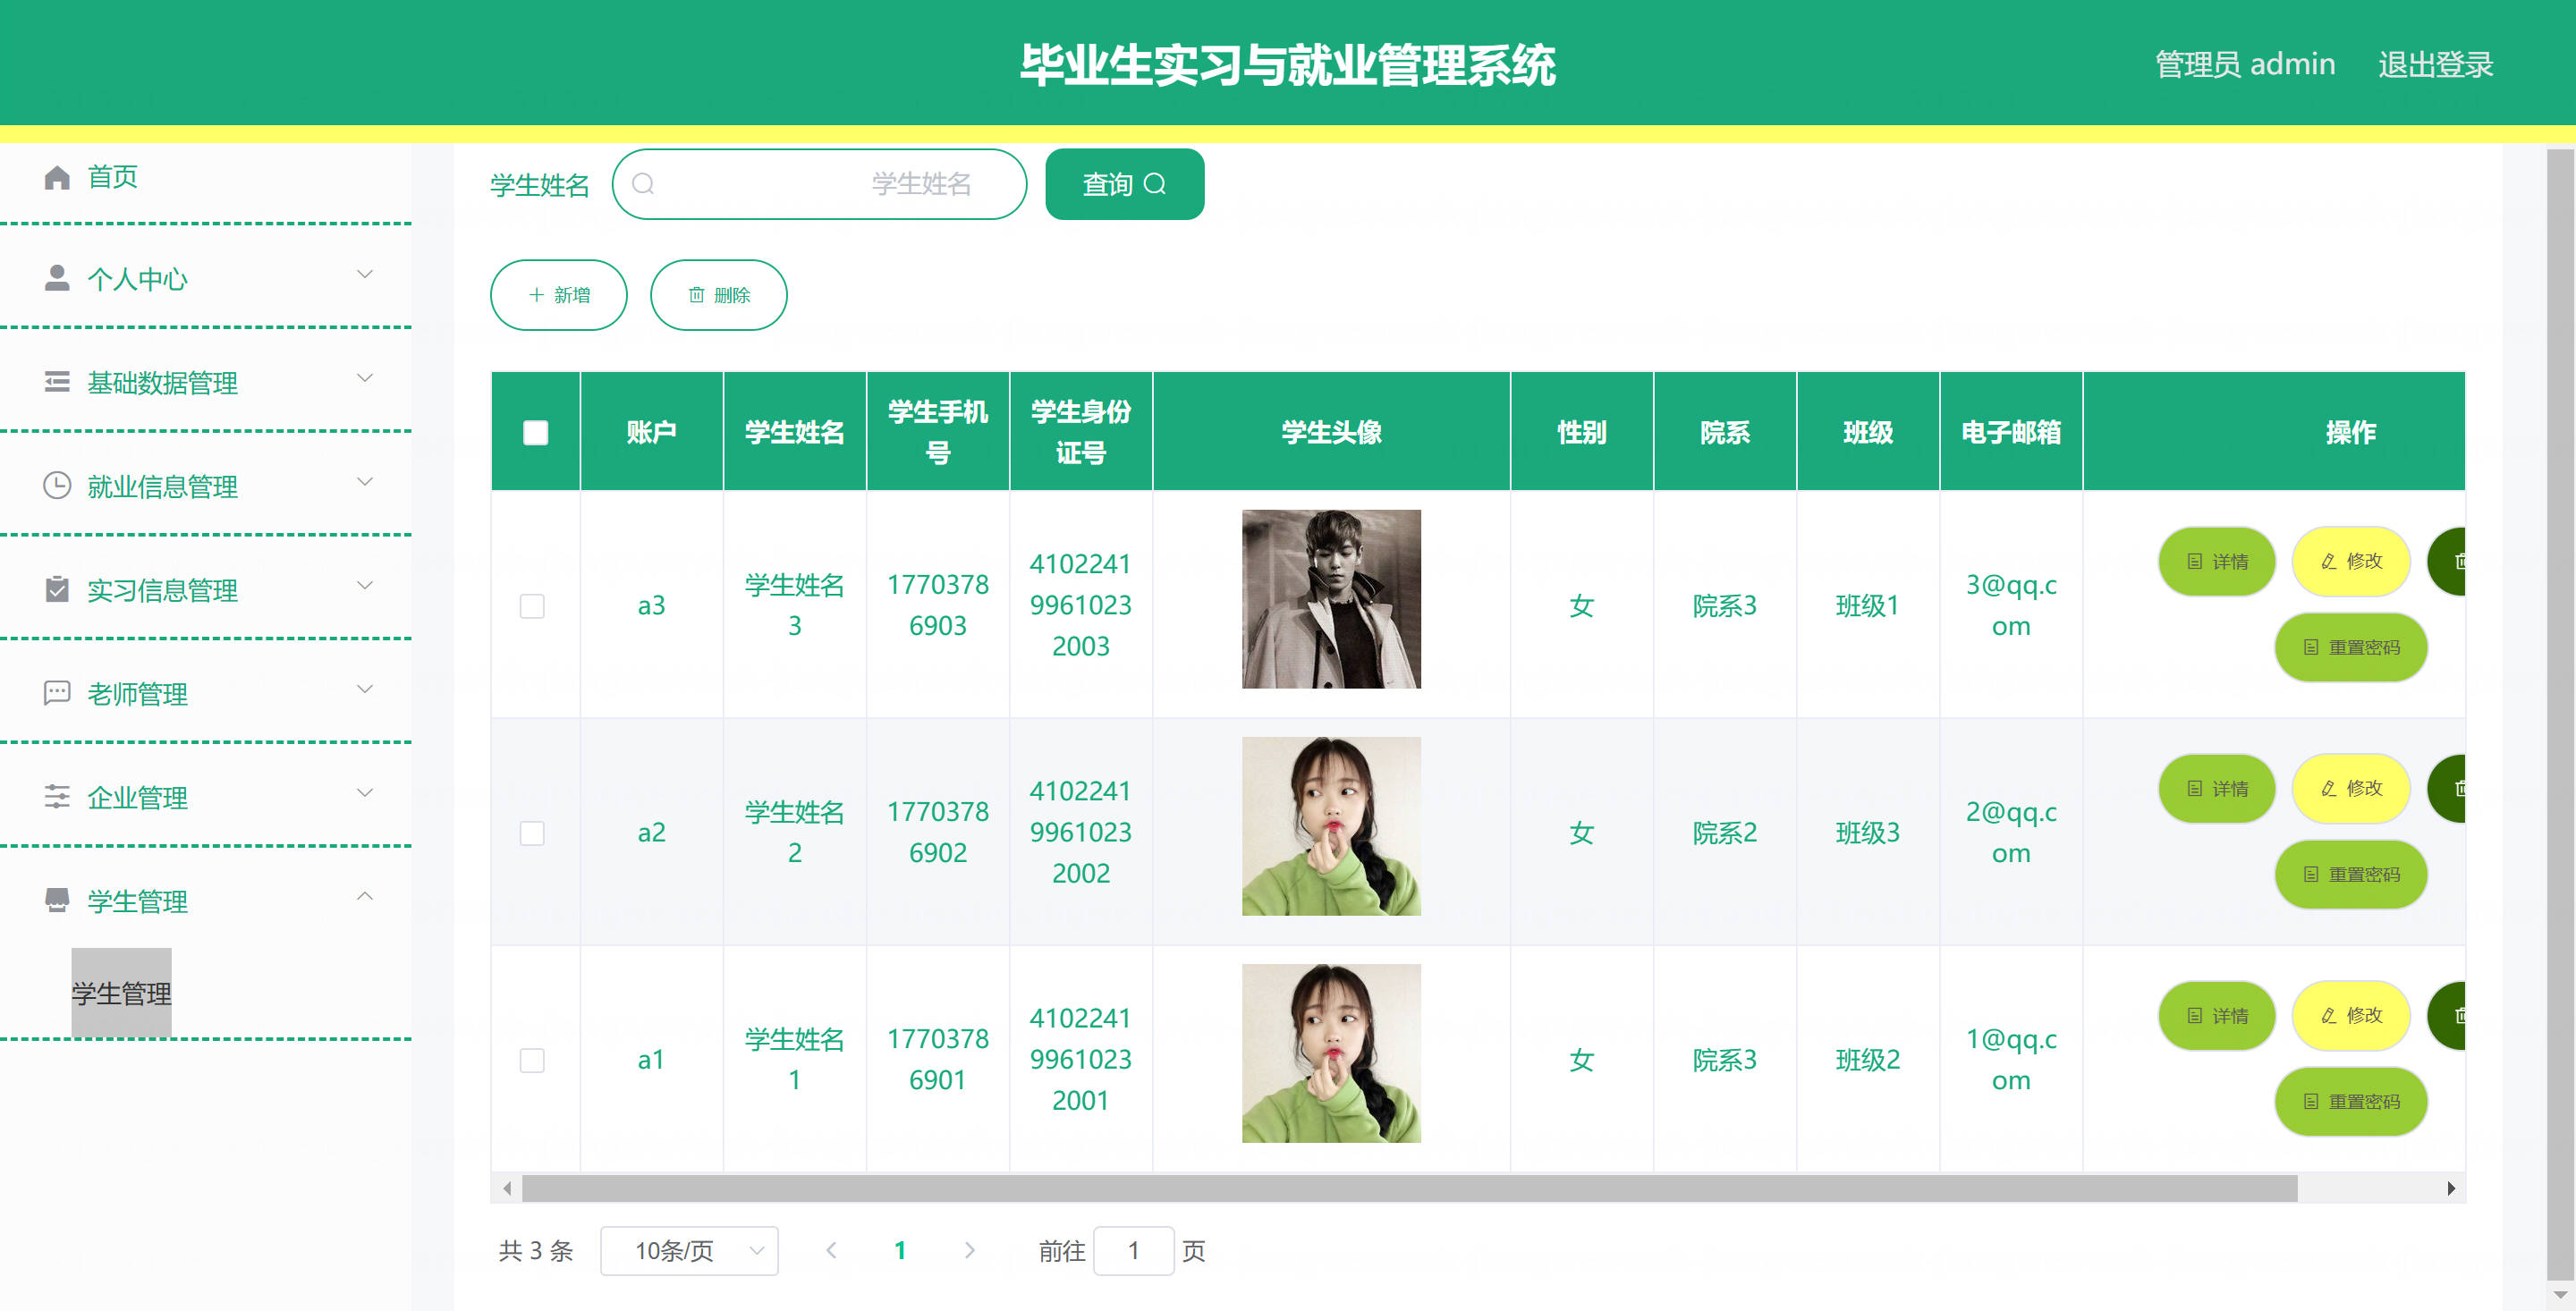 毕业生实习与就业管理系统
管理员 admin 退出登录
首页
个人中心
基础数据管理
就业信息管理
实习信息管理
老师管理
企业管理
学生管理
学生管理
学生姓名 学生姓名 查询
新增 删除
账户 学生姓名 学生手机号 学生身份证号 学生头像 性别 院系 班级 电子邮箱 操作
a3 学生姓名3 17703786903 410224199610232003 女 院系3 班级1 3@qq.com 详情 修改
重置密码
a2 学生姓名2 17703786902 410224199610232002 女 院系2 班级3 2@qq.com 详情 修改
重置密码
a1 学生姓名1 17703786901 410224199610232001 女 院系3 班级2 1@qq.com 详情 修改
重置密码
共 3 条 10条/页 1 前往 1 页